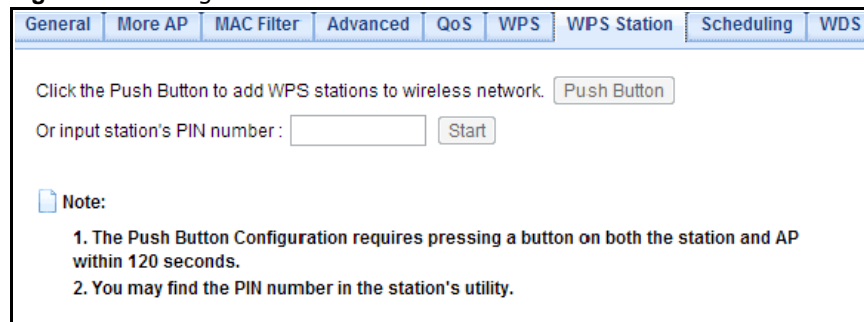 General More AP MAC Filter Advanced QoS WPS WPS Station Scheduling WDS
Click the Push Button to add WPS stations to wireless network. Push Button
Or input station's PIN number : Start
Note:
1. The Push Button Configuration requires pressing a button on both the station and AP
within 120 seconds.
2. You may find the PIN number in the station's utility.